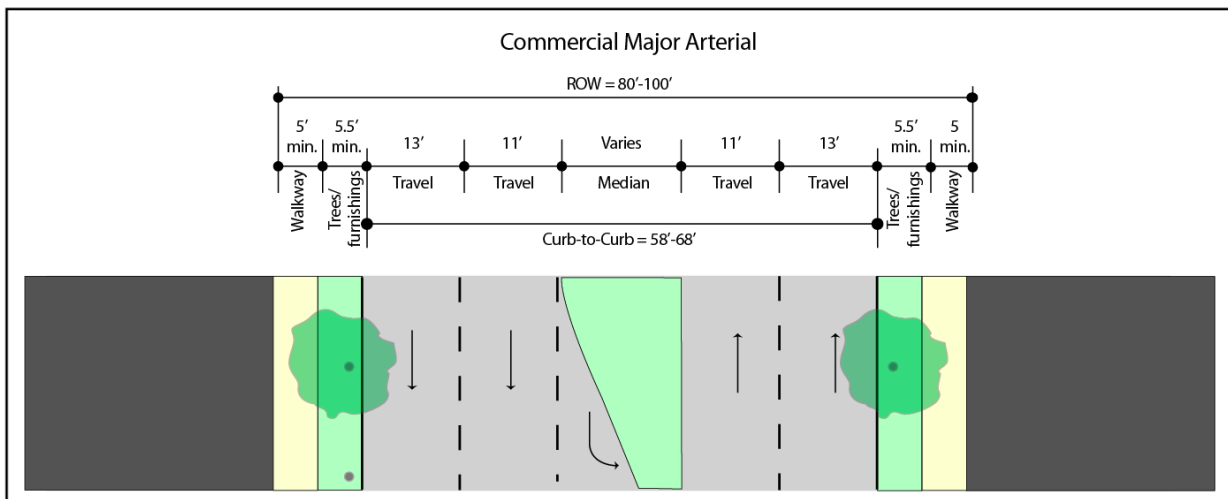 Commercial Major Arterial
ROW = 80’-100’
5’
min.
5.5’
min.
13’
11’
Varies
11’
13’
5.5’
min.
5
min.
Walkway
Trees/
furnishings
Travel
Travel
Median
Travel
Travel
Trees/
furnishings
Walkway
Curb-to-Curb = 58’-68’